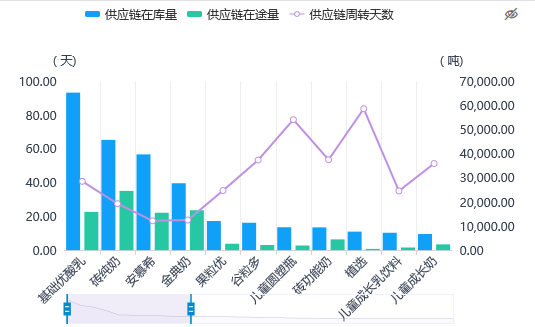 供应链在库量 供应链在途量 供应链周转天数
(天) (吨)
100.00 70,000.00
80.00 60,000.00
60.00 50,000.00
40.00 40,000.00
20.00 30,000.00
0.00 20,000.00
10,000.00
0.00
基础优酸乳 砖纯奶 安慕希 金典奶 果粒优 谷粒多 儿童圆塑瓶 砖功能奶 植选 儿童成长乳饮料 儿童成长奶